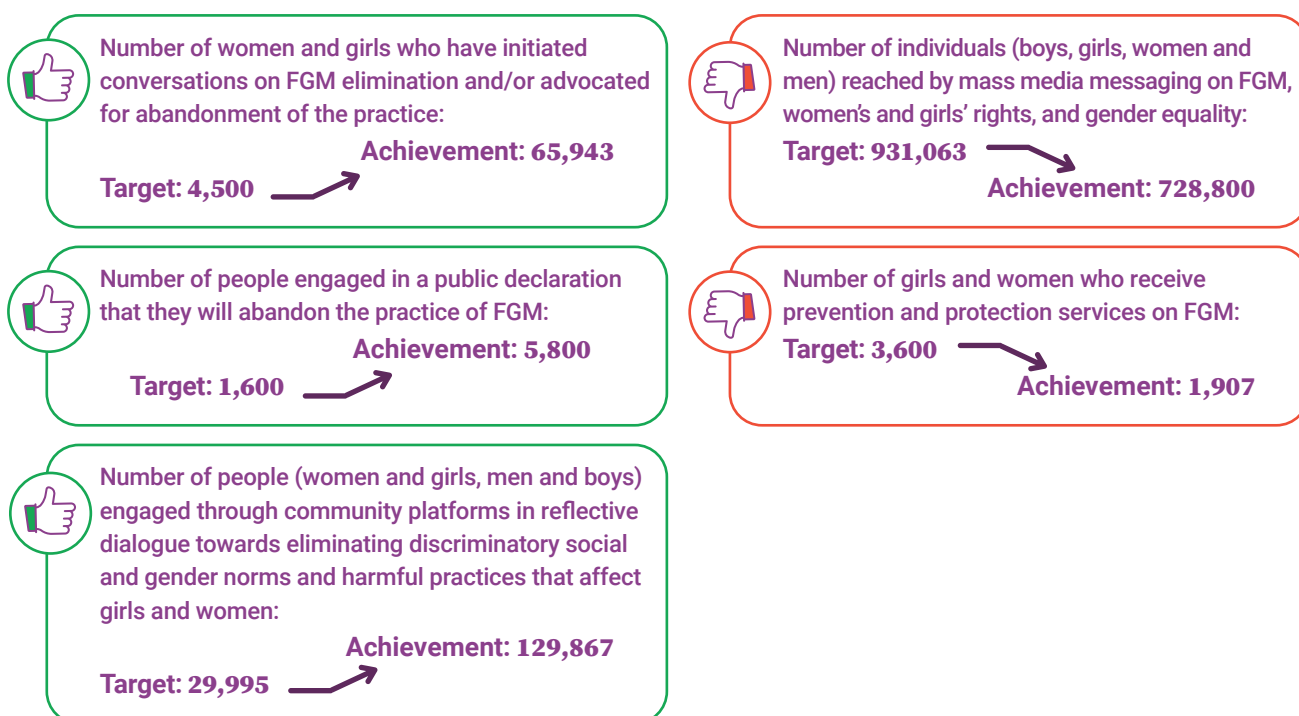 Number of women and girls who have initiated
conversations on FGM elimination and/or advocated
for abandonment of the practice:
Achievement: 65,943
Target: 4,500
Number of people engaged in a public declaration
that they will abandon the practice of FGM:
Achievement: 5,800
Target: 1,600
Number of people (women and girls, men and boys)
engaged through community platforms in reflective
dialogue towards eliminating discriminatory social
and gender norms and harmful practices that affect
girls and women:
Achievement: 129,867
Target: 29,995
Number of individuals (boys, girls, women and
men) reached by mass media messaging on FGM,
women’s and girls’ rights, and gender equality:
Target: 931,063
Achievement: 728,800
Number of girls and women who receive
prevention and protection services on FGM:
Target: 3,600
Achievement: 1,907